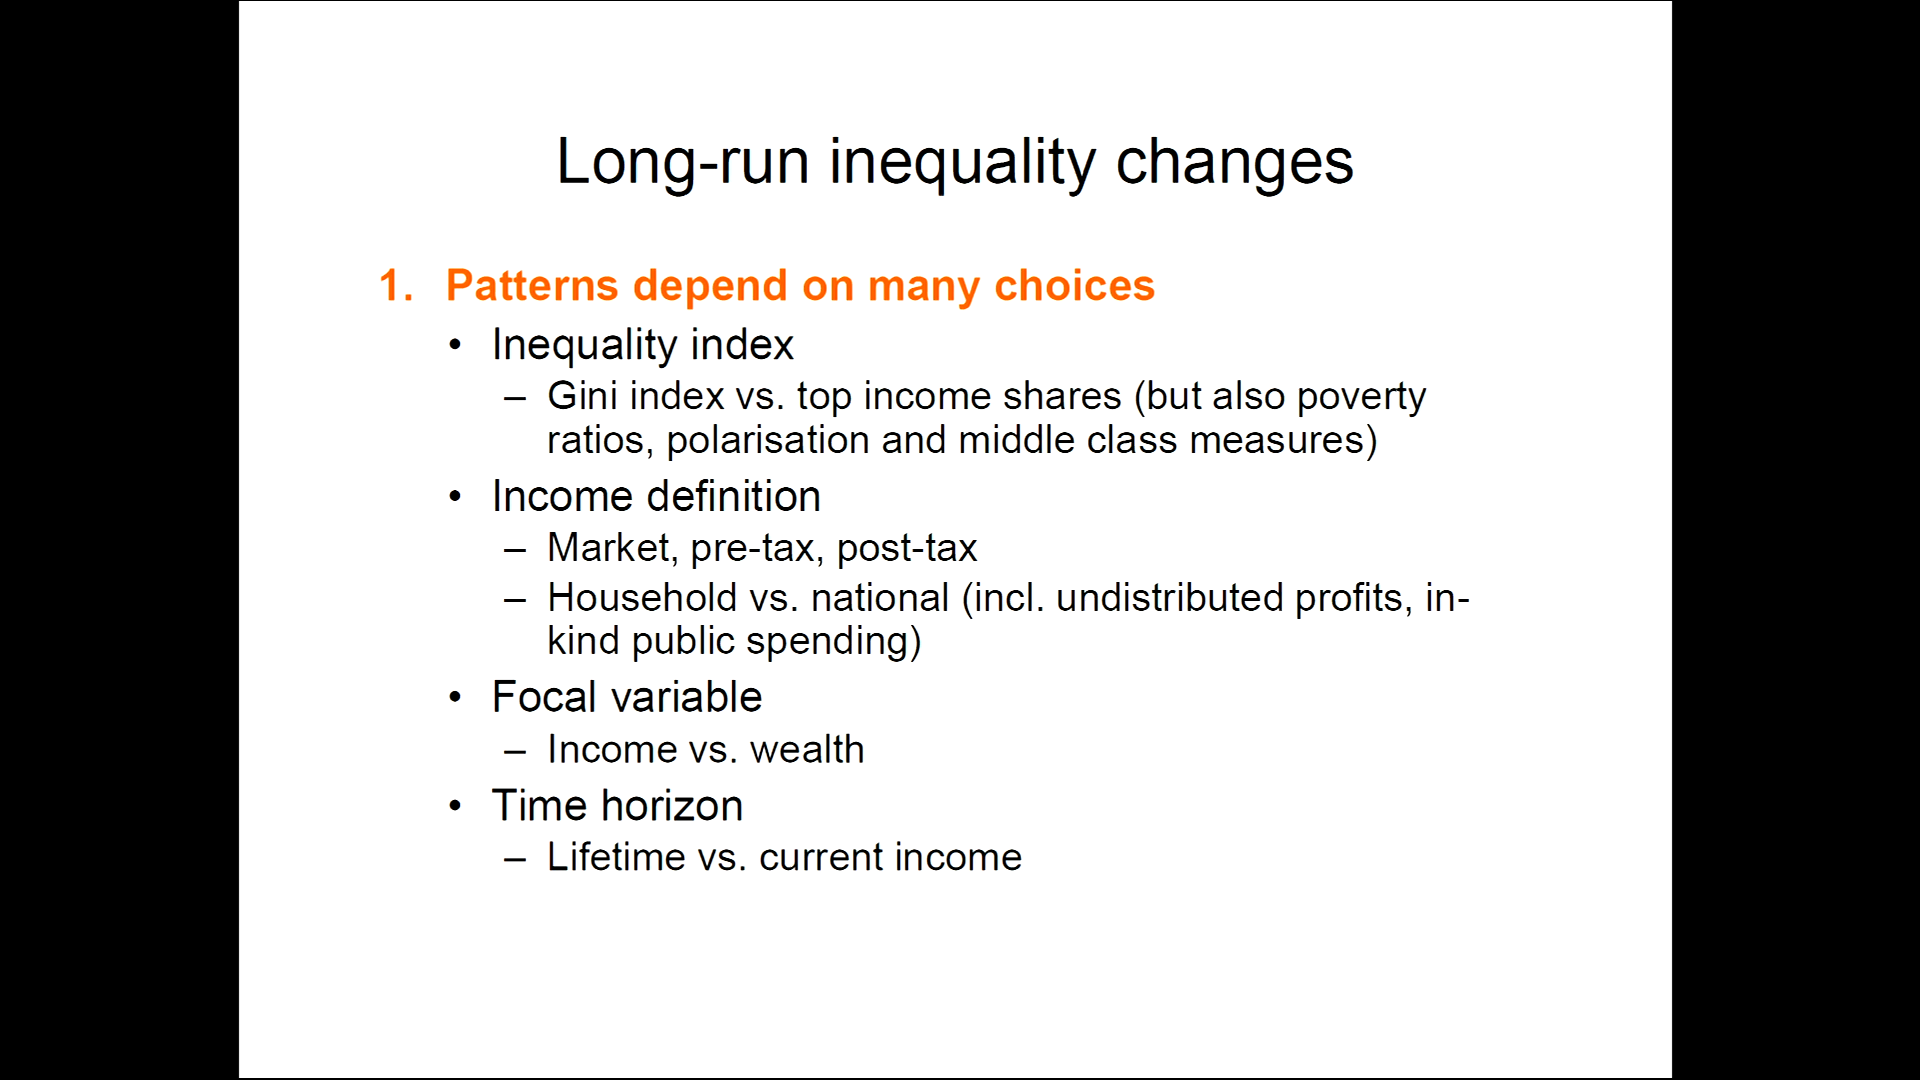 Long-run inequality changes
1. Patterns depend on many choices
• Inequality index
– Gini index vs. top income shares (but also poverty
ratios, polarisation and middle class measures)
• Income definition
– Market, pre-tax, post-tax
– Household vs. national (incl. undistributed profits, in-
kind public spending)
• Focal variable
– Income vs. wealth
• Time horizon
– Lifetime vs. current income